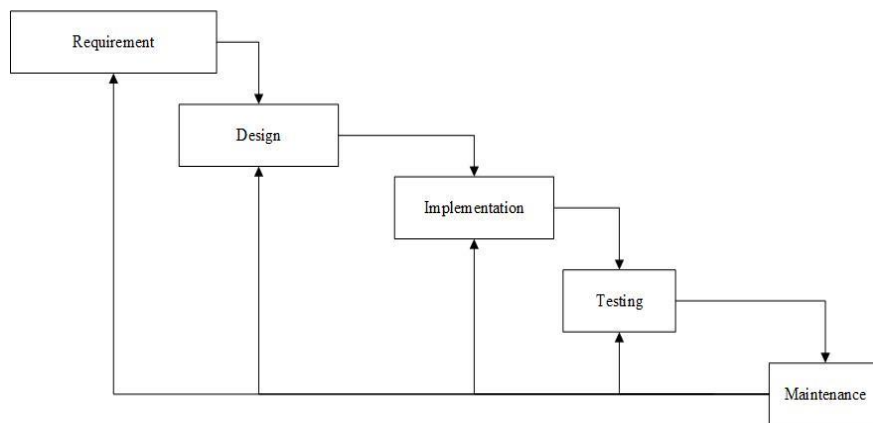 Requirement
Design
Implementation
Testing
Maintenance